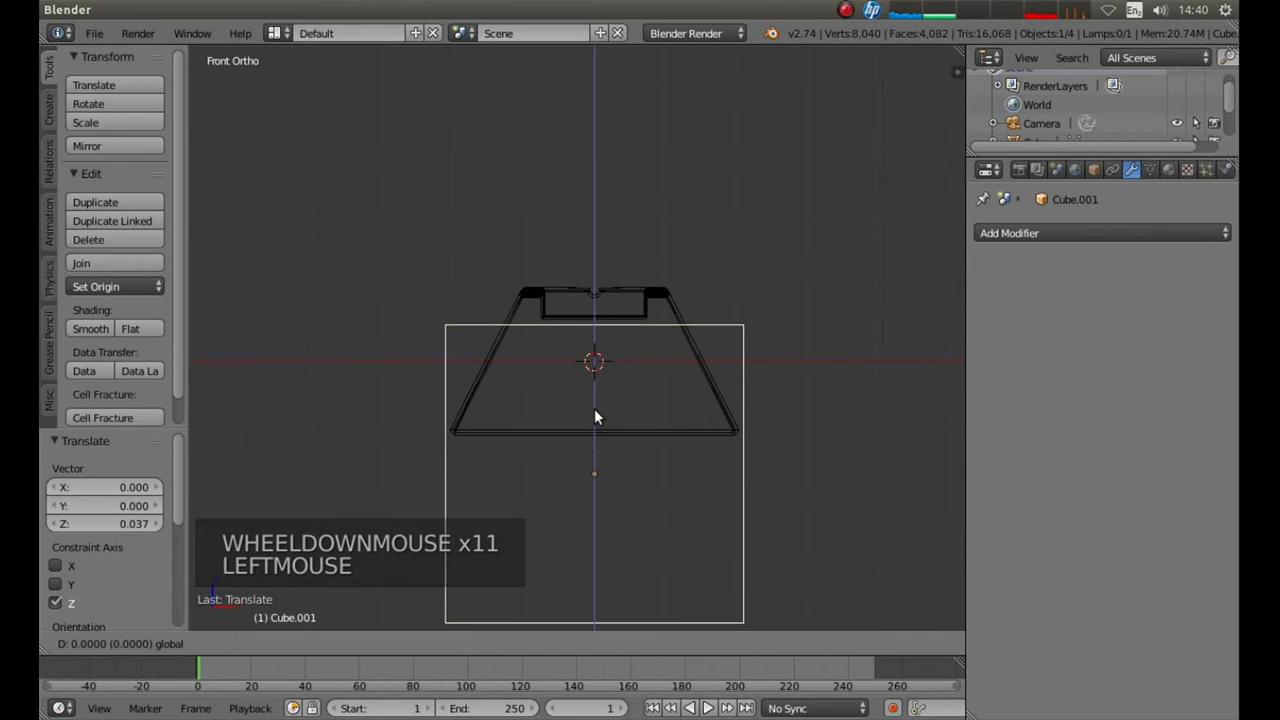 Blender
En2
14:40
File
Render
Window
Help
Default
Scene
Blender Render
v2.74 | Verts:8,040 | Faces:4,082 | Tris:16,068 | Objects:1/4 | Lamps:0/1 | Mem:20.74M | Cube.
Tools
Create
Relations
Animation
Physics
Grease Pencil
Misc
Transform
Translate
Rotate
Scale
Mirror
Edit
Duplicate
Duplicate Linked
Delete
Join
Set Origin
Shading:
Smooth
Flat
Data Transfer:
Data
Data La
Cell Fracture:
Cell Fracture
Translate
Vector
X: 0.000
Y: 0.000
Z: 0.037
Constraint Axis
X
Y
Z
Orientation
Front Ortho
WHEELDOWNMOUSE x11
LEFTMOUSE
Last: Translate
(1) Cube.001
D: 0.0000 (0.0000) global
View
Search
All Scenes
RenderLayers
World
Camera
Cube.001
Add Modifier
-40 -20 0 20 40 60 80 100 120 140 160 180 200 220 240 260
View
Marker
Frame
Playback
Start: 1
End: 250
1
No Sync